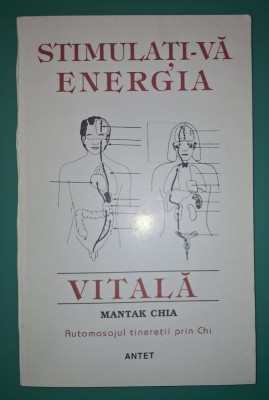 STIMULAȚI-VĂ
ENERGIA
VITALĂ
MANTAK CHIA
Automasajul tinereții prin Chi
ANTET